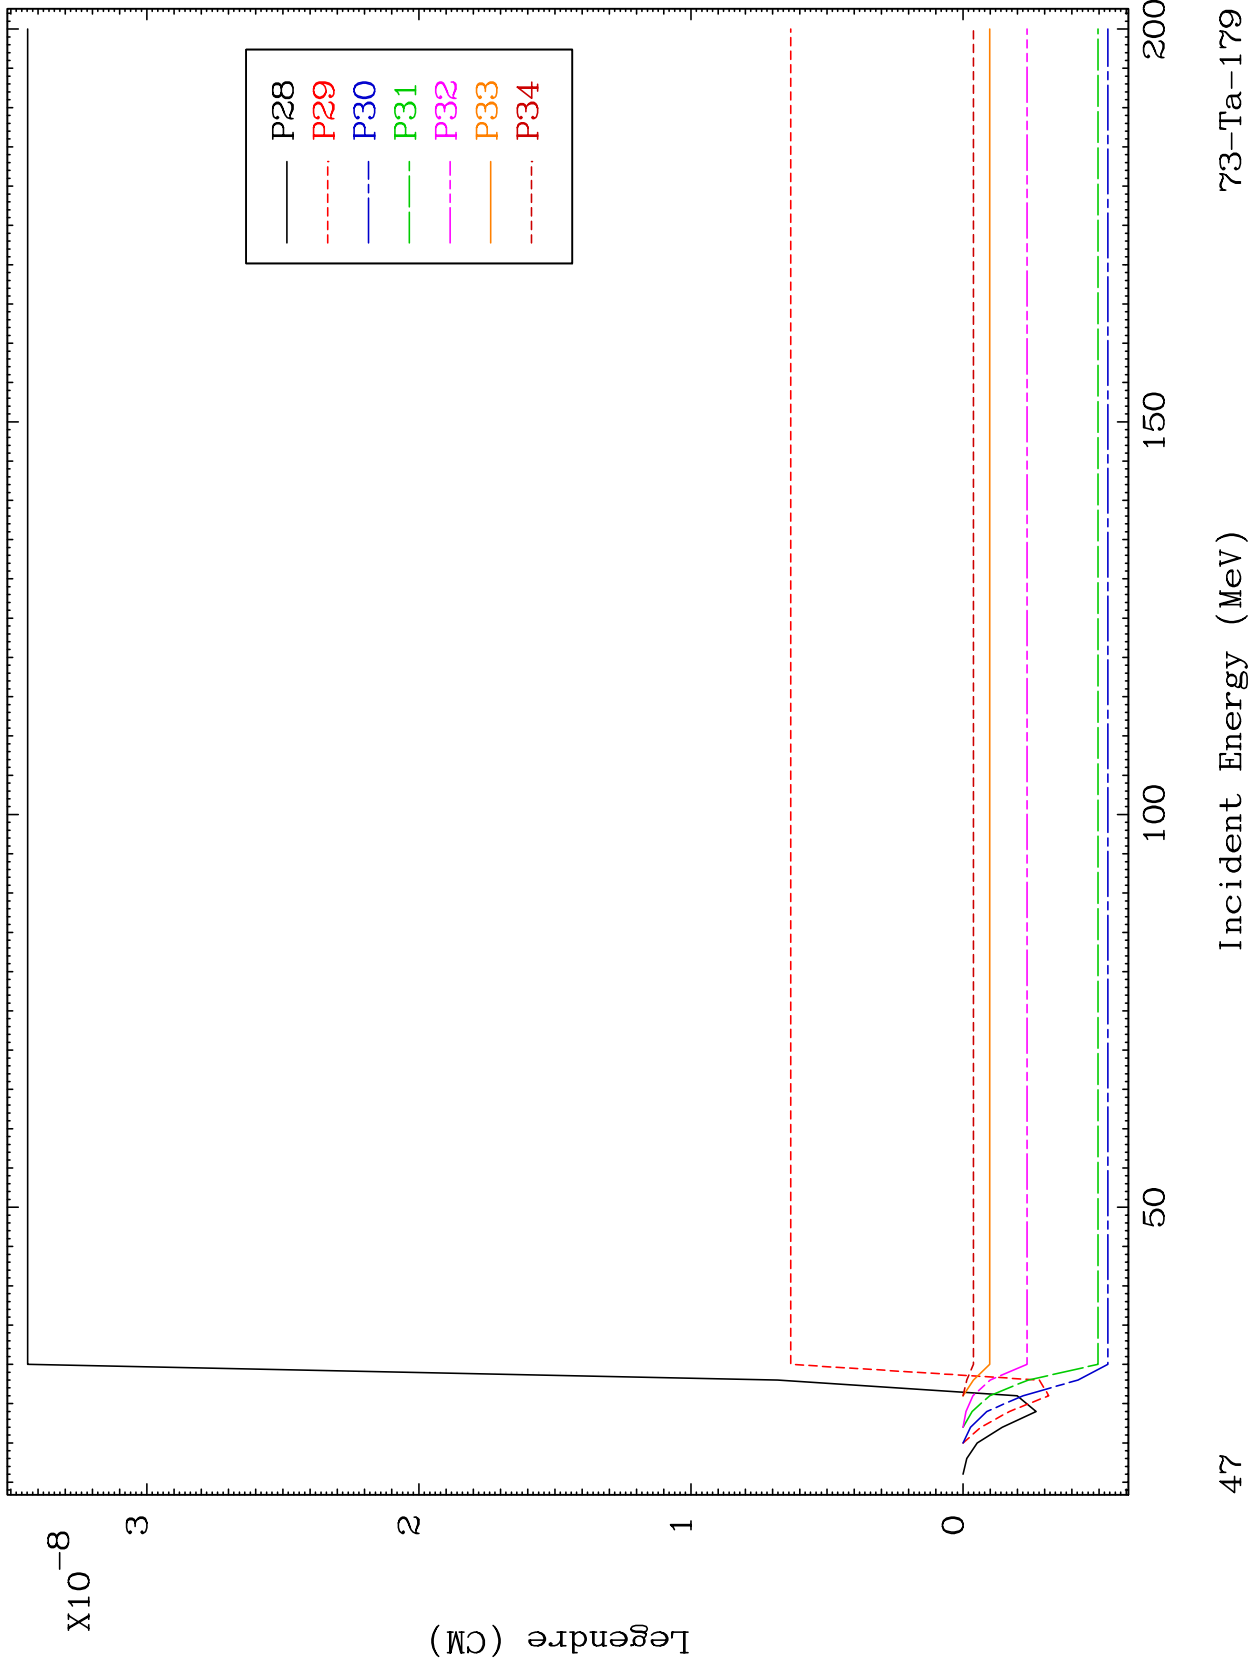 X10
-8
3
2
1
0
Legendre (CM)
P28
P29
P30
P31
P32
P33
P34
50
100
150
200
Incident Energy (MeV)
47
73-Ta-179